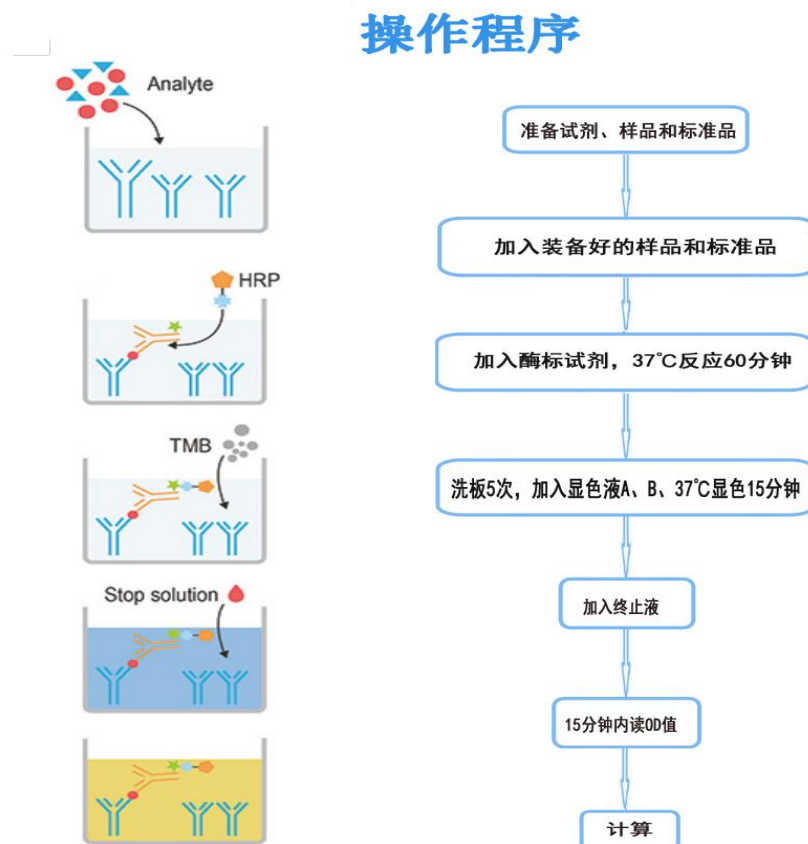 操作程序
Analyte
准备试剂、样品和标准品
加入装备好的样品和标准品
HRP
加入酶标试剂，37℃反应60分钟
TMB
洗板5次，加入显色液A、B、37℃显色15分钟
Stop solution
加入终止液
15分钟内读OD值
计算